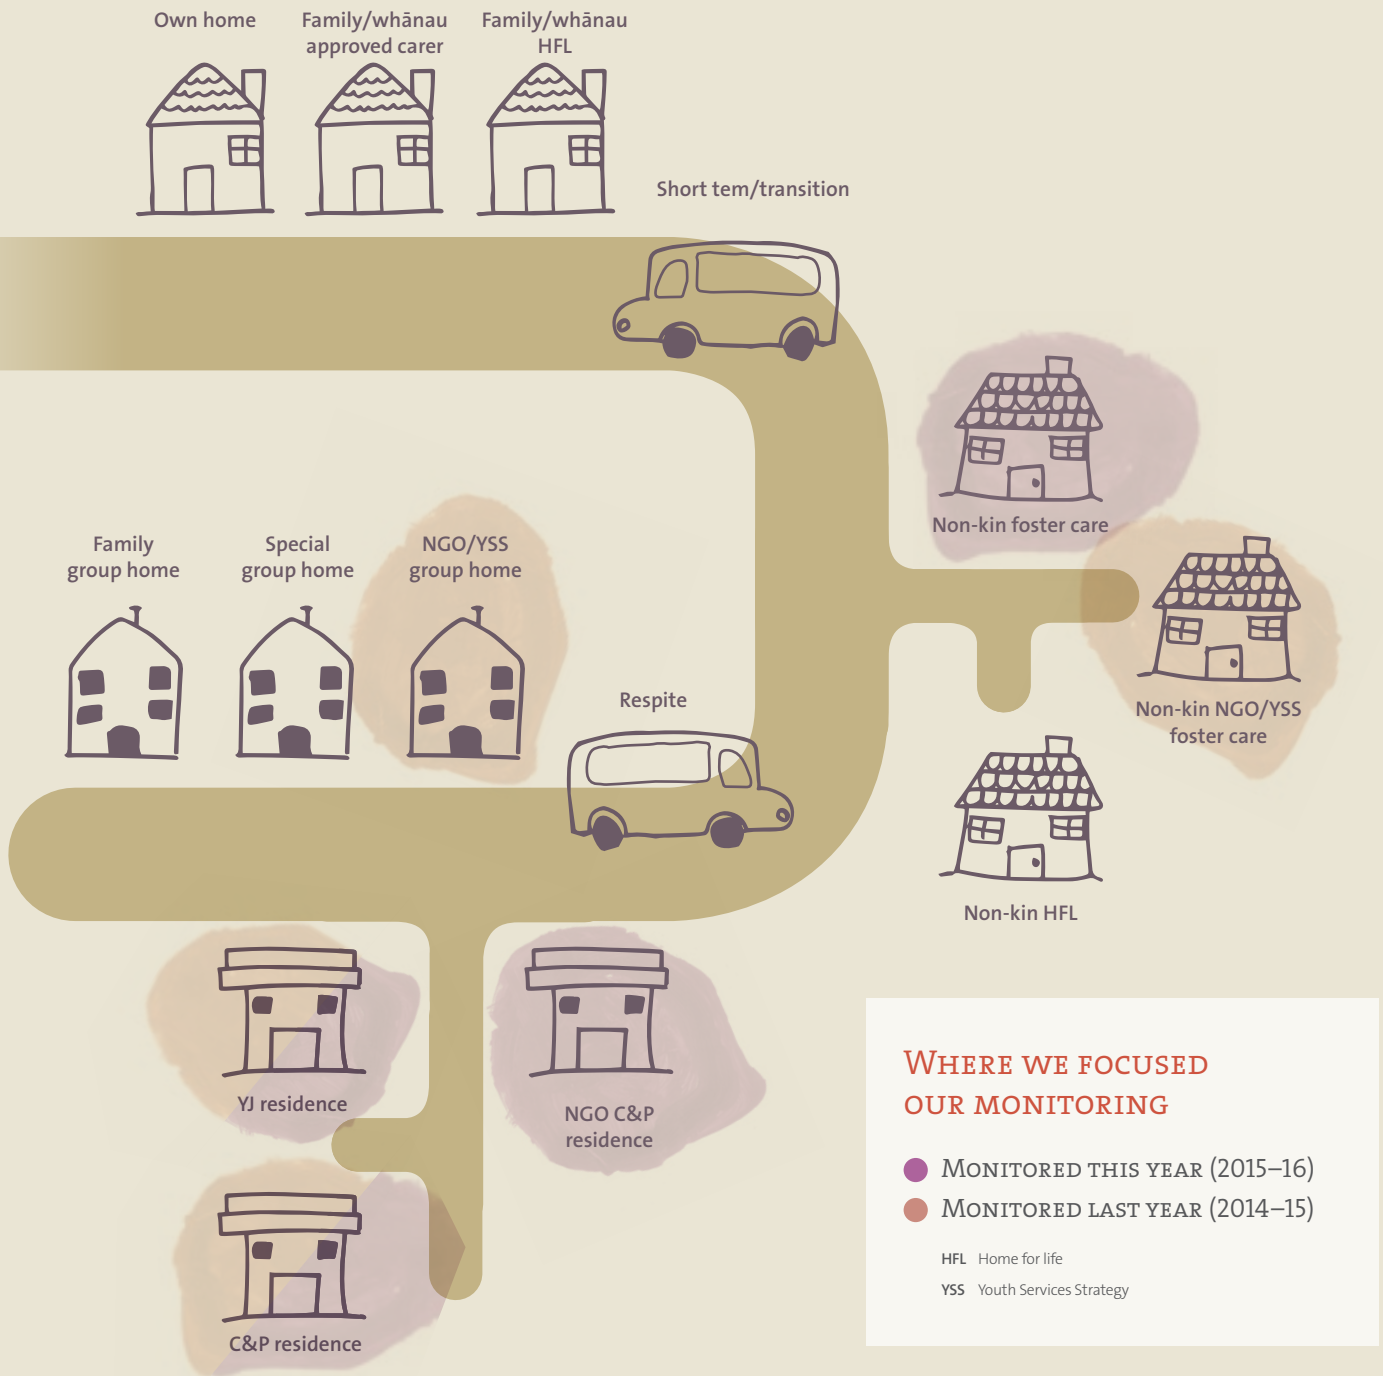 Own home
Family/whānau
approved carer
Family/whānau
HFL
Short tem/transition
Non-kin foster care
Non-kin NGO/YSS
foster care
Non-kin HFL
Family
group home
Special
group home
NGO/YSS
group home
Respite
YJ residence
NGO C&P
residence
C&P residence
Where we focused
our monitoring
Monitored this year (2015–16)
Monitored last year (2014–15)
HFL Home for life
YSS Youth Services Strategy